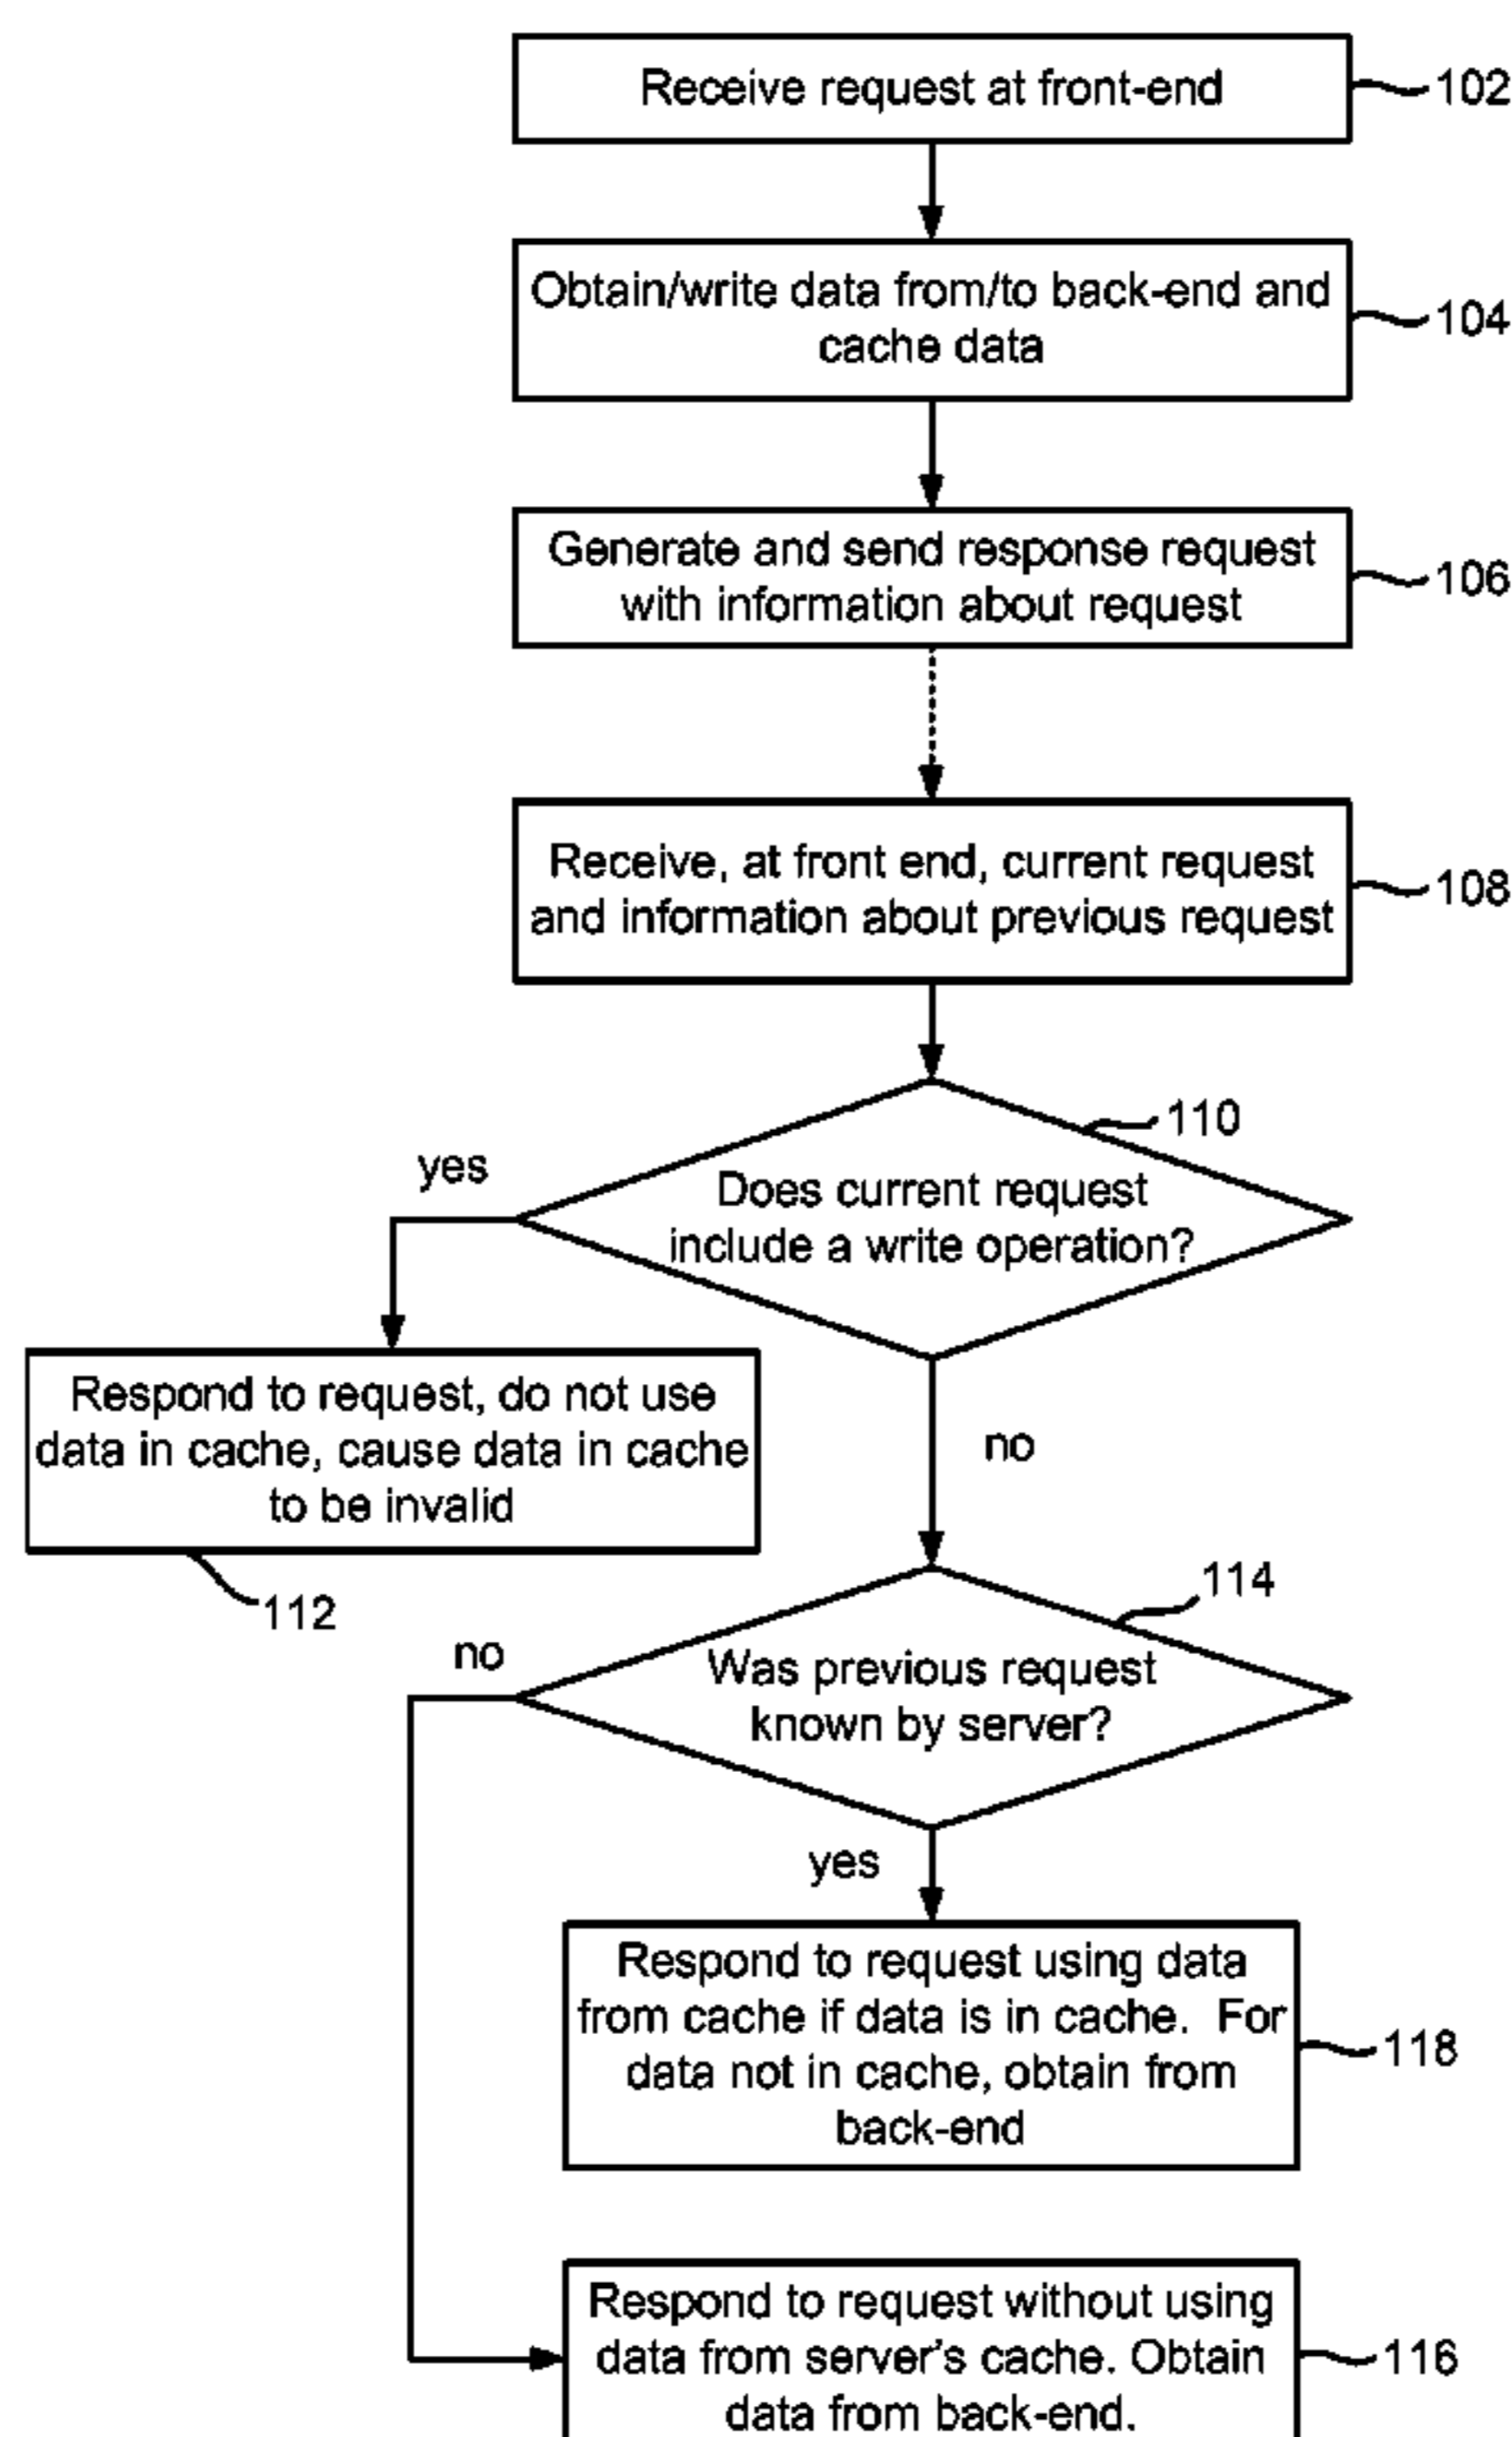 Receive request at front-end
102
Obtain/write data from/to back-end and
cache data
104
Generate and send response request
with information about request
106
Receive, at front end, current request
and information about previous request
108
110
yes
Does current request
include a write operation?
Respond to request, do not use
data in cache, cause data in cache
to be invalid
no
112
114
no
Was previous request
known by server?
yes
Respond to request using data
from cache if data is in cache. For
data not in cache, obtain from
back-end
118
Respond to request without using
data from server's cache. Obtain
data from back-end.
116